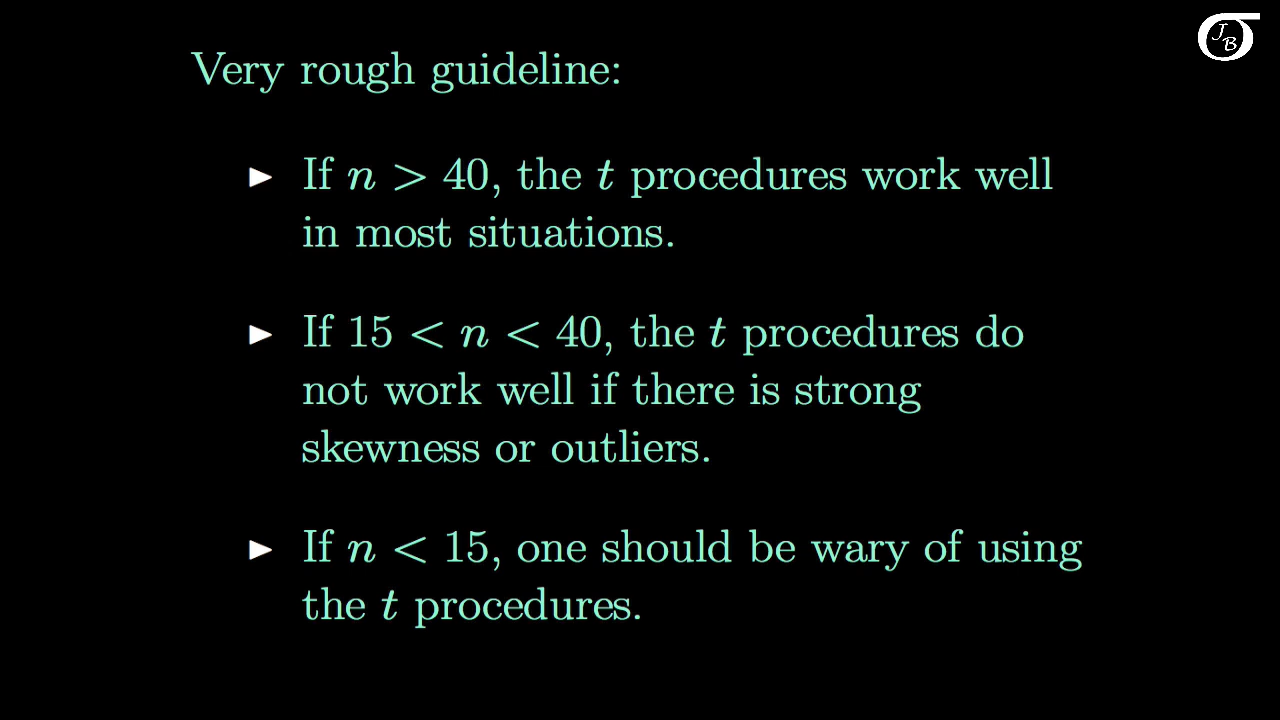 JB
Very rough guideline:
► If n > 40, the t procedures work well
in most situations.
► If 15 < n < 40, the t procedures do
not work well if there is strong
skewness or outliers.
► If n < 15, one should be wary of using
the t procedures.